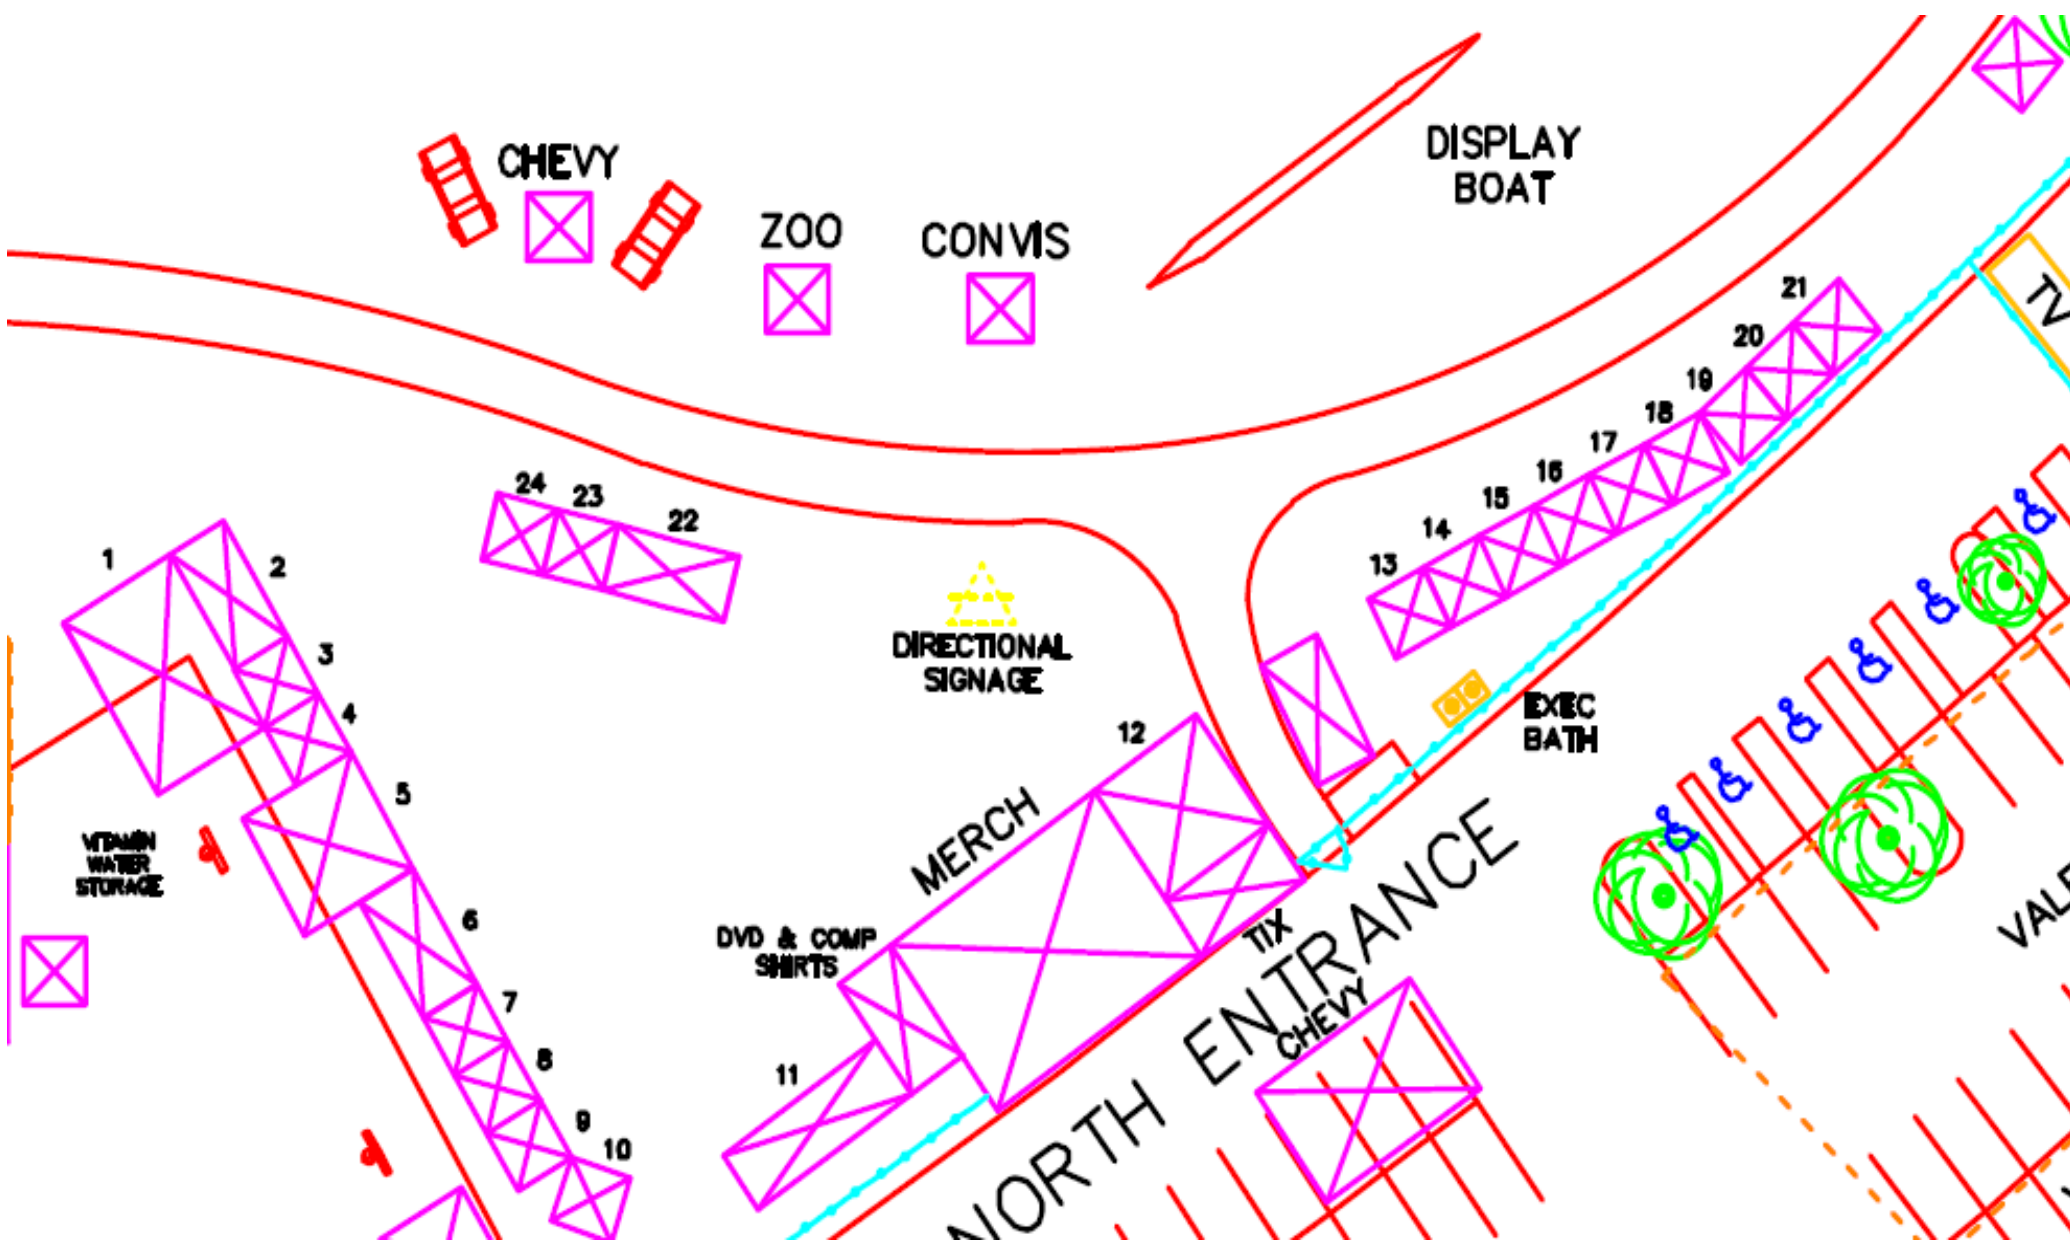 CHEVY
ZOO
CONVIS
DISPLAY
BOAT
21
20
19
18
17
16
15
14
13
TV
24
23
22
1
2
3
4
5
6
7
8
9
10
DIRECTIONAL
SIGNAGE
12
MERCH
EXEC
BATH
VITAMIN
WATER
STORAGE
DVD & COMP
SHIRTS
11
TIX
NORTH ENTRANCE
CHEVY